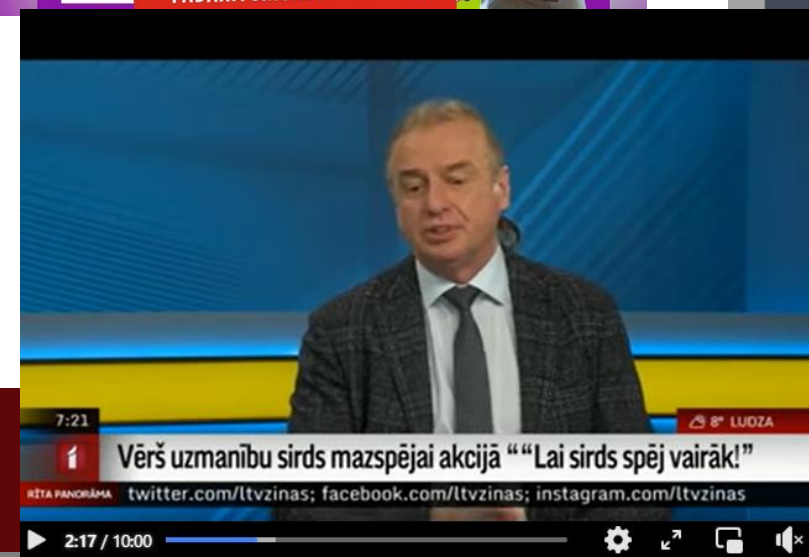 7:21
8° LUDZA
1
Vērš uzmanību sirds mazspējai akcijā ““Lai sirds spēj vairāk!”
RĪTA PANORĀMA twitter.com/ltvzinas; facebook.com/ltvzinas; instagram.com/ltvzinas
2:17 / 10:00